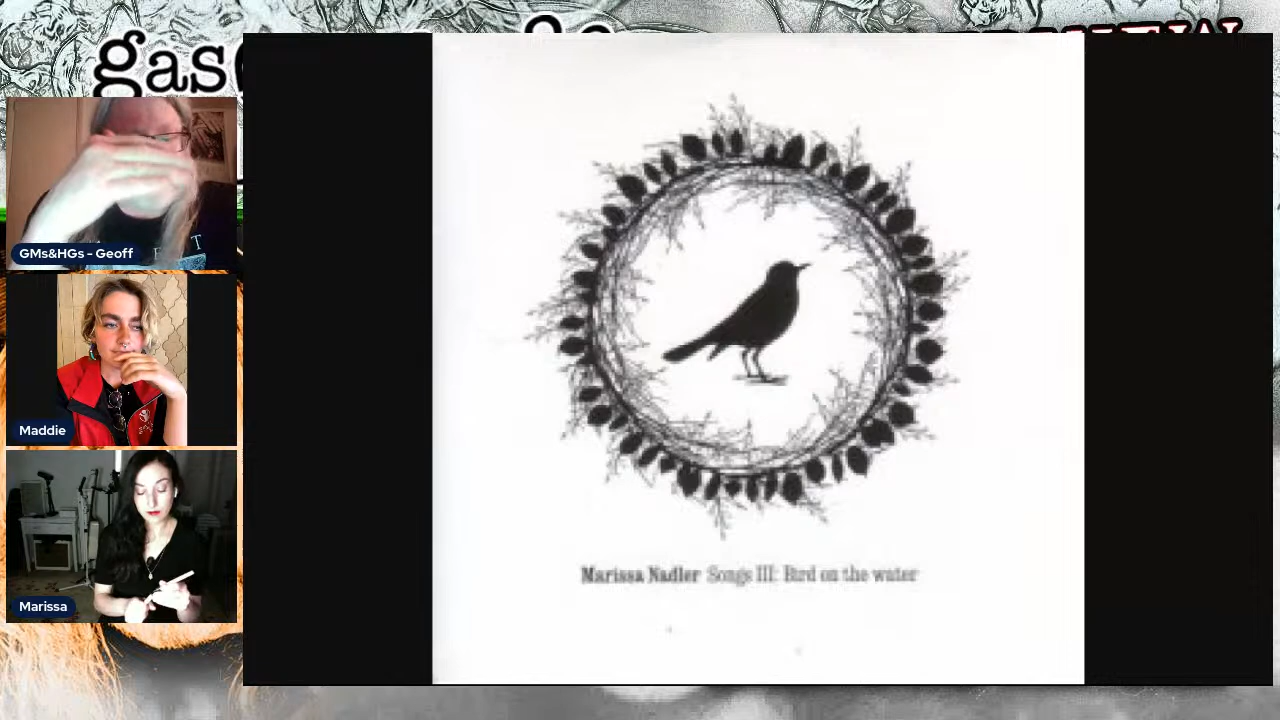 gas
GMs&HGs - Geoff
Maddie
Marissa
Marissa Nadler Songs III: Bird on the water